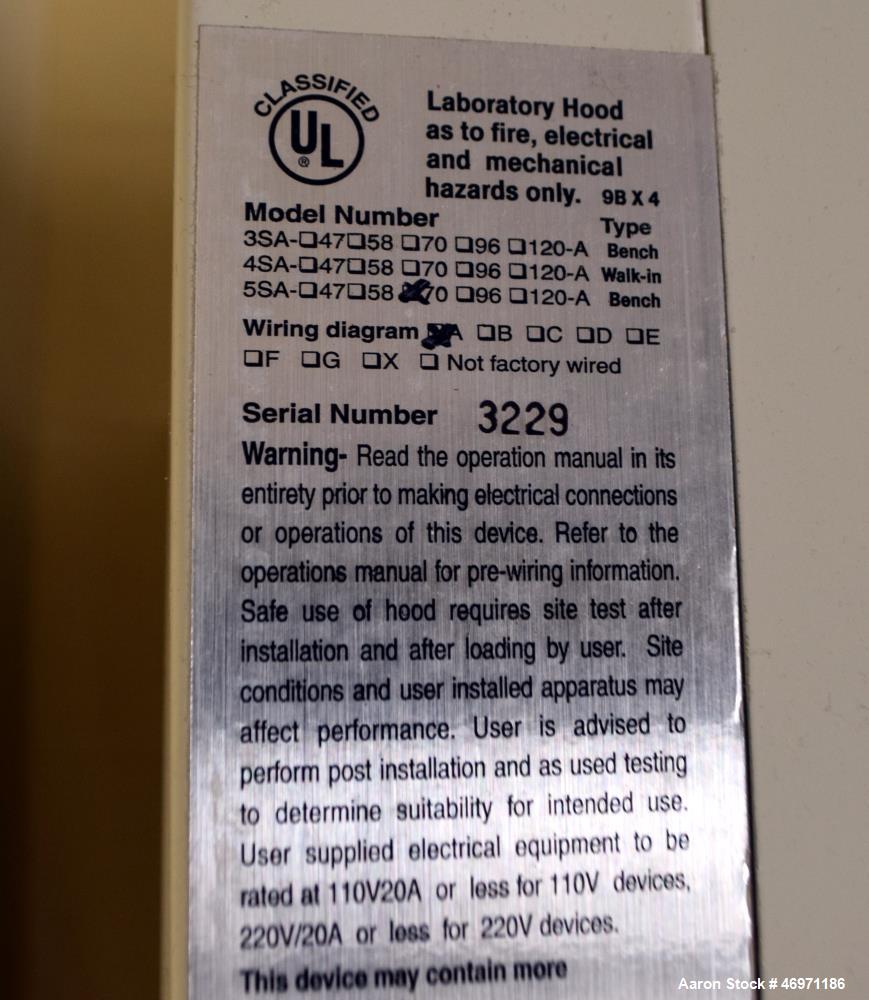 CLASSIFIED
UL
®
Laboratory Hood
as to fire, electrical
and mechanical
hazards only. 9B X 4
Model Number Type
3SA-❑47❑58 ❑70 ❑96 ❑120-A Bench
4SA-❑47❑58 ❑70 ❑96 ❑120-A Walk-in
5SA-❑47❑58 ☒70 ❑96 ❑120-A Bench
Wiring diagram ☒A ❑B ❑C ❑D ❑E
❑F ❑G ❑X ❑ Not factory wired
Serial Number 3229
Warning- Read the operation manual in its
entirety prior to making electrical connections
or operations of this device. Refer to the
operations manual for pre-wiring information.
Safe use of hood requires site test after
installation and after loading by user. Site
conditions and user installed apparatus may
affect performance. User is advised to
perform post installation and as used testing
to determine suitability for intended use.
User supplied electrical equipment to be
rated at 110V20A or less for 110V devices,
220V/20A or less for 220V devices.
This device may contain more
Aaron Stock # 46971186